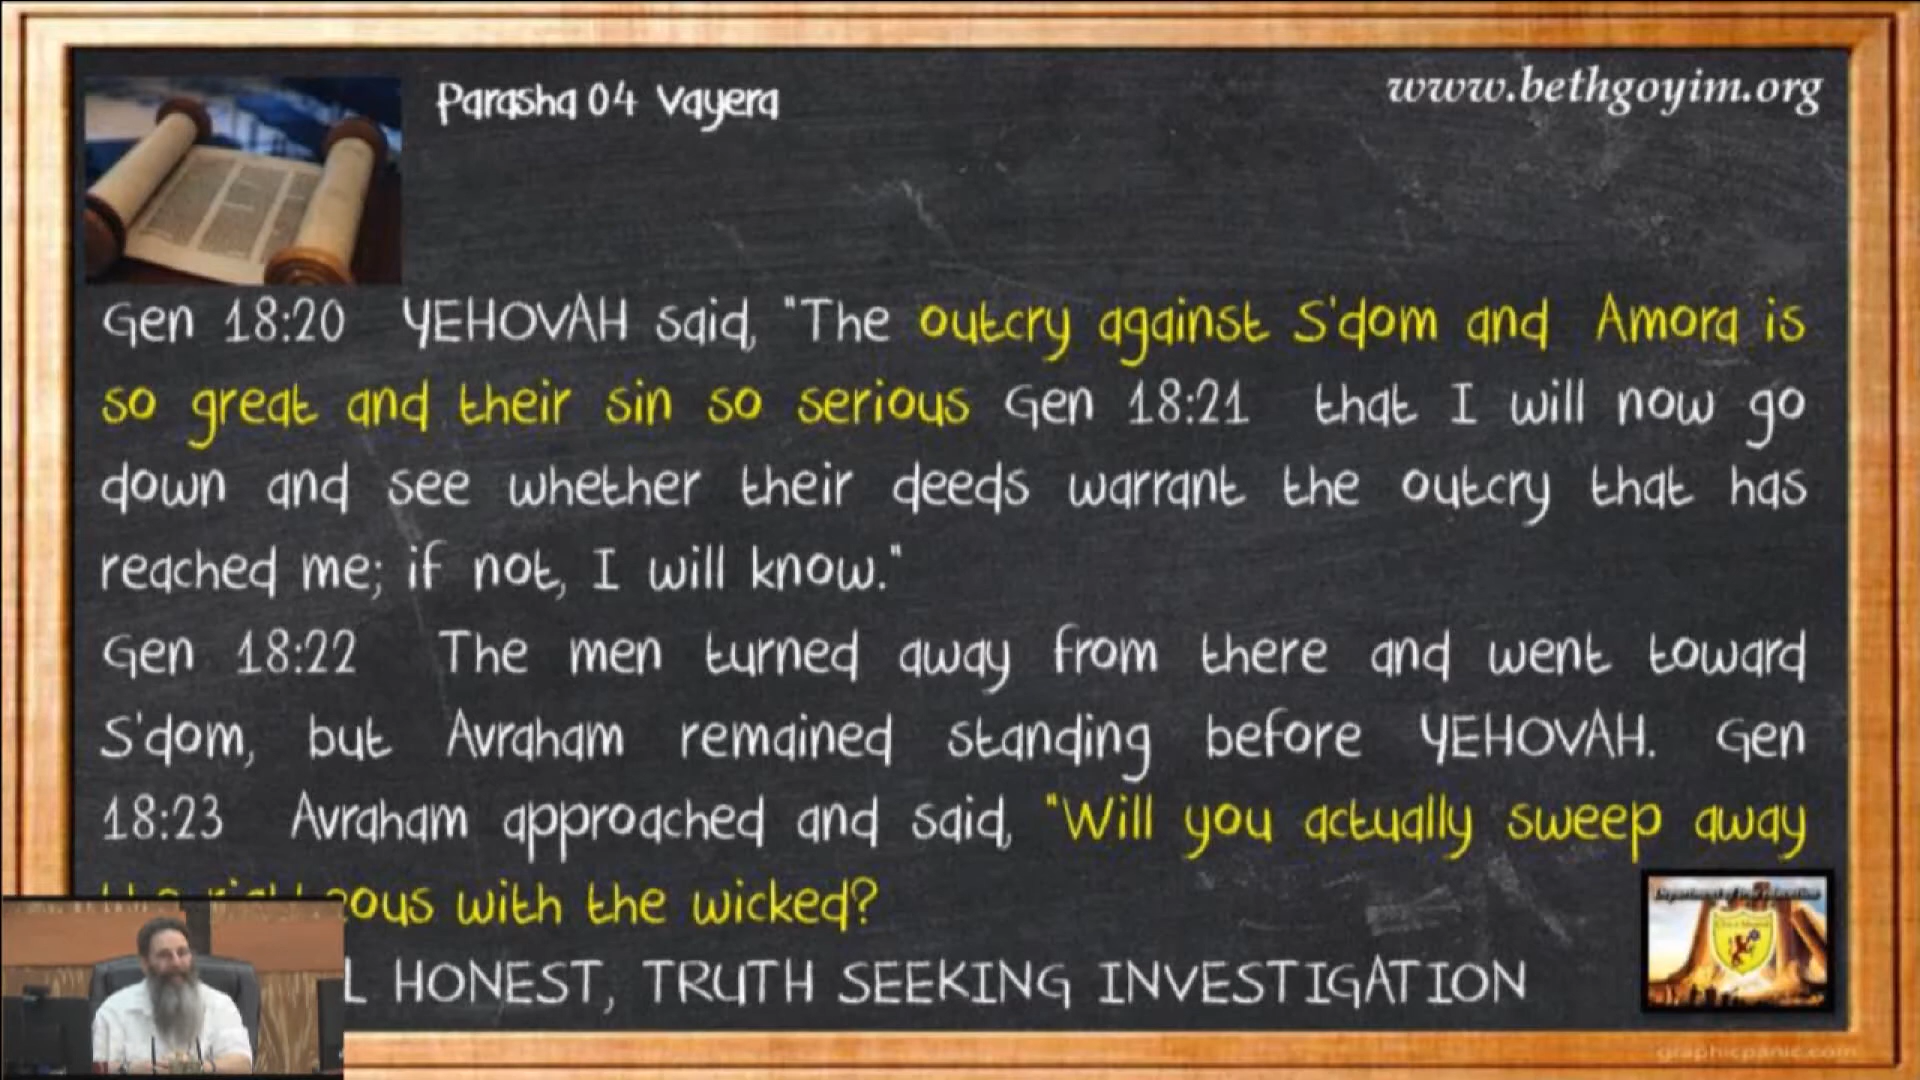 Parasha 04 Vayera
www.bethgoyim.org
Gen 18:20 YEHOVAH said, "The outcry against S'dom and Amora is
so great and their sin so serious Gen 18:21 that I will now go
down and see whether their deeds warrant the outcry that has
reached me; if not, I will know."
Gen 18:22 The men turned away from there and went toward
S'dom, but Avraham remained standing before YEHOVAH. Gen
18:23 Avraham approached and said, "Will you actually sweep away
the righteous with the wicked?
L HONEST, TRUTH SEEKING INVESTIGATION
graphicpanic.com